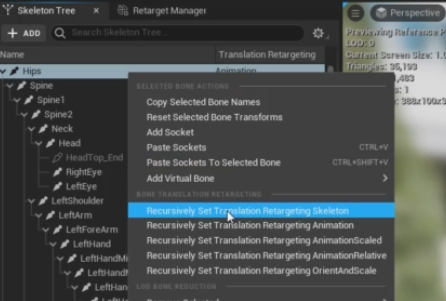 Skeleton Tree
Retarget Manager
Perspective
+ ADD
Search Skeleton Tree...
Previewing Reference P
LOD: 0
Name
Translation Retargeting
Current Screen Size: 1.
Triangles: 35,193
Hips
Animation
,483
Spine
SELECTED BONE ACTIONS
s: 1
Spine1
Copy Selected Bone Names
388x100x3
Spine2
Reset Selected Bone Transforms
Neck
Add Socket
Head
Paste Sockets
CTRL+V
HeadTop_End
Paste Sockets To Selected Bone
CTRL+SHIFT+V
RightEye
Add Virtual Bone
LeftEye
BONE TRANSLATION RETARGETING
LeftShoulder
Recursively Set Translation Retargeting Skeleton
LeftArm
Recursively Set Translation Retargeting Animation
LeftForeArm
Recursively Set Translation Retargeting AnimationScaled
LeftHand
Recursively Set Translation Retargeting AnimationRelative
LeftHandMi
Recursively Set Translation Retargeting OrientAndScale
LeftHandM
LeftHan
LOD BONE REDUCTION